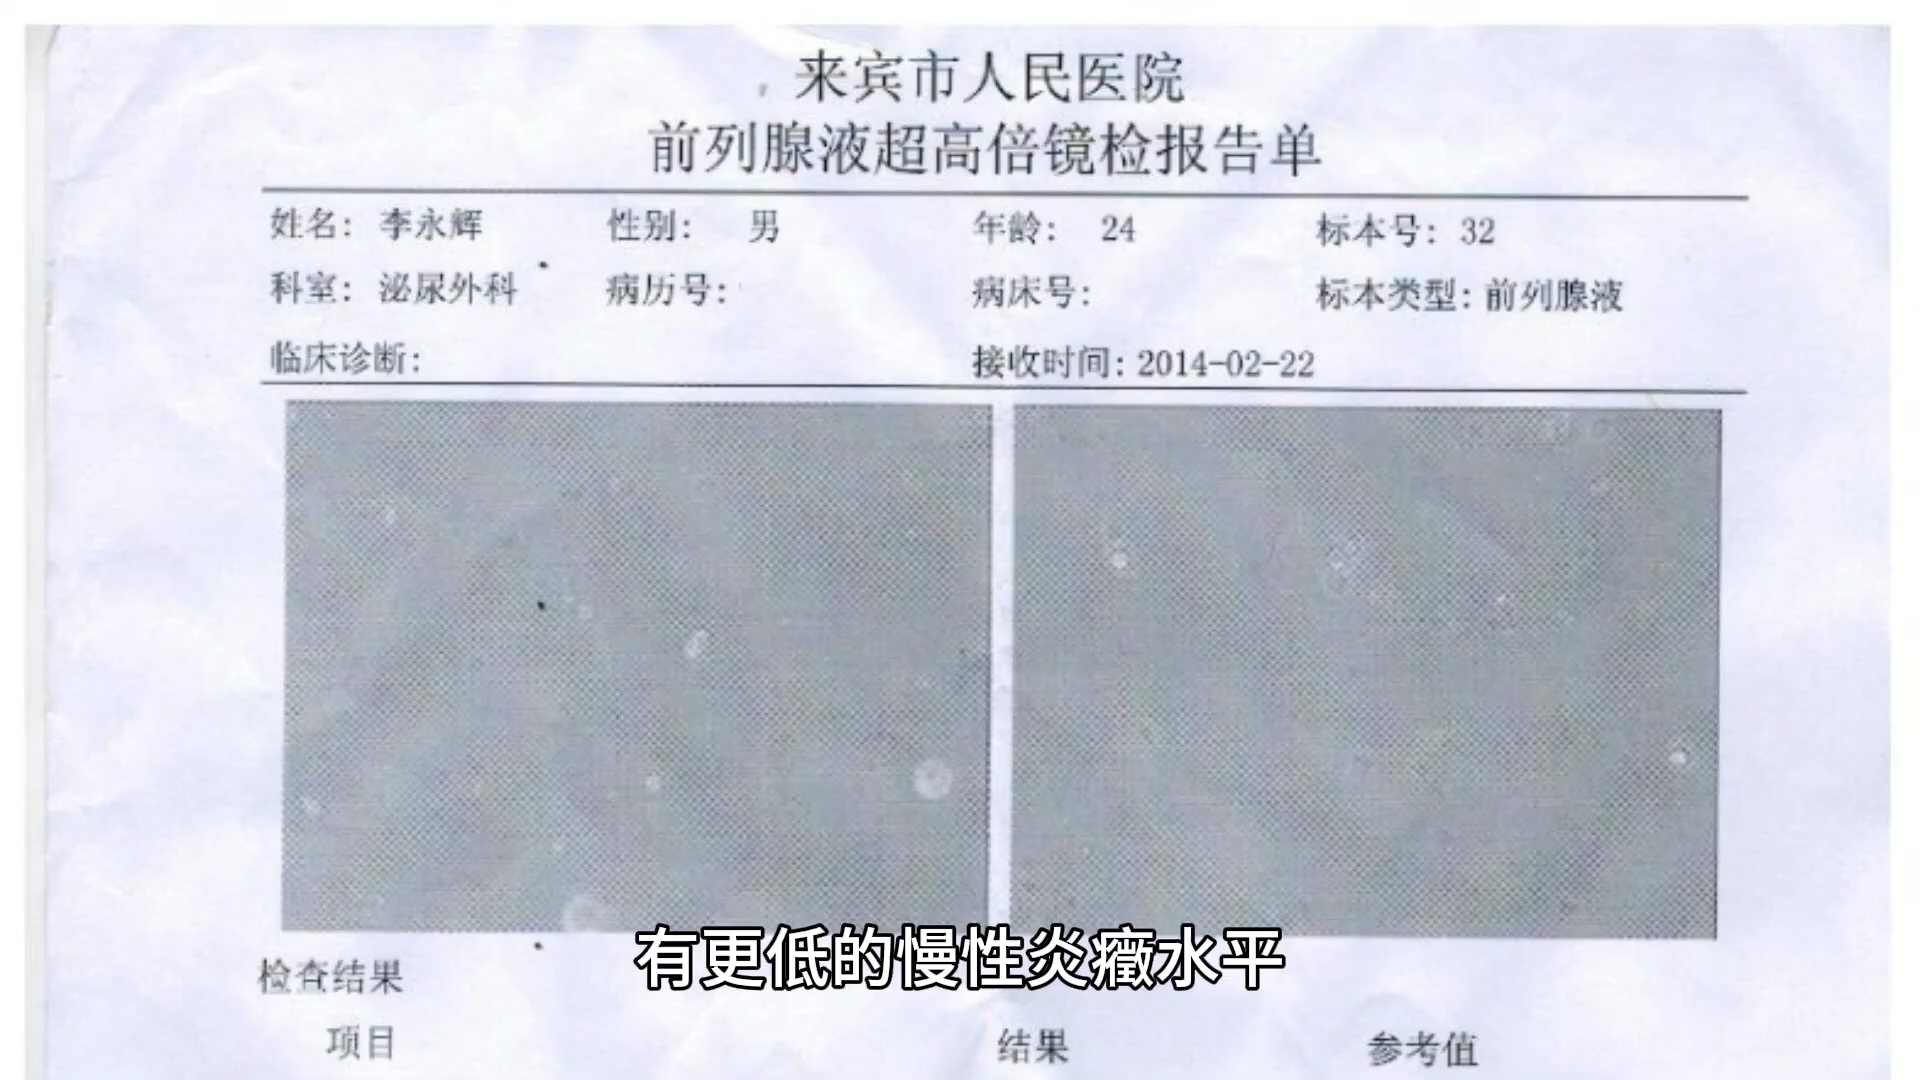 来宾市人民医院
前列腺液超高倍镜检报告单
姓名: 李永辉 性别: 男 年龄: 24 标本号: 32
科室: 泌尿外科 病历号: 病床号: 标本类型: 前列腺液
临床诊断: 接收时间: 2014-02-22
有更低的慢性炎癥水平
检查结果
项目 结果 参考值